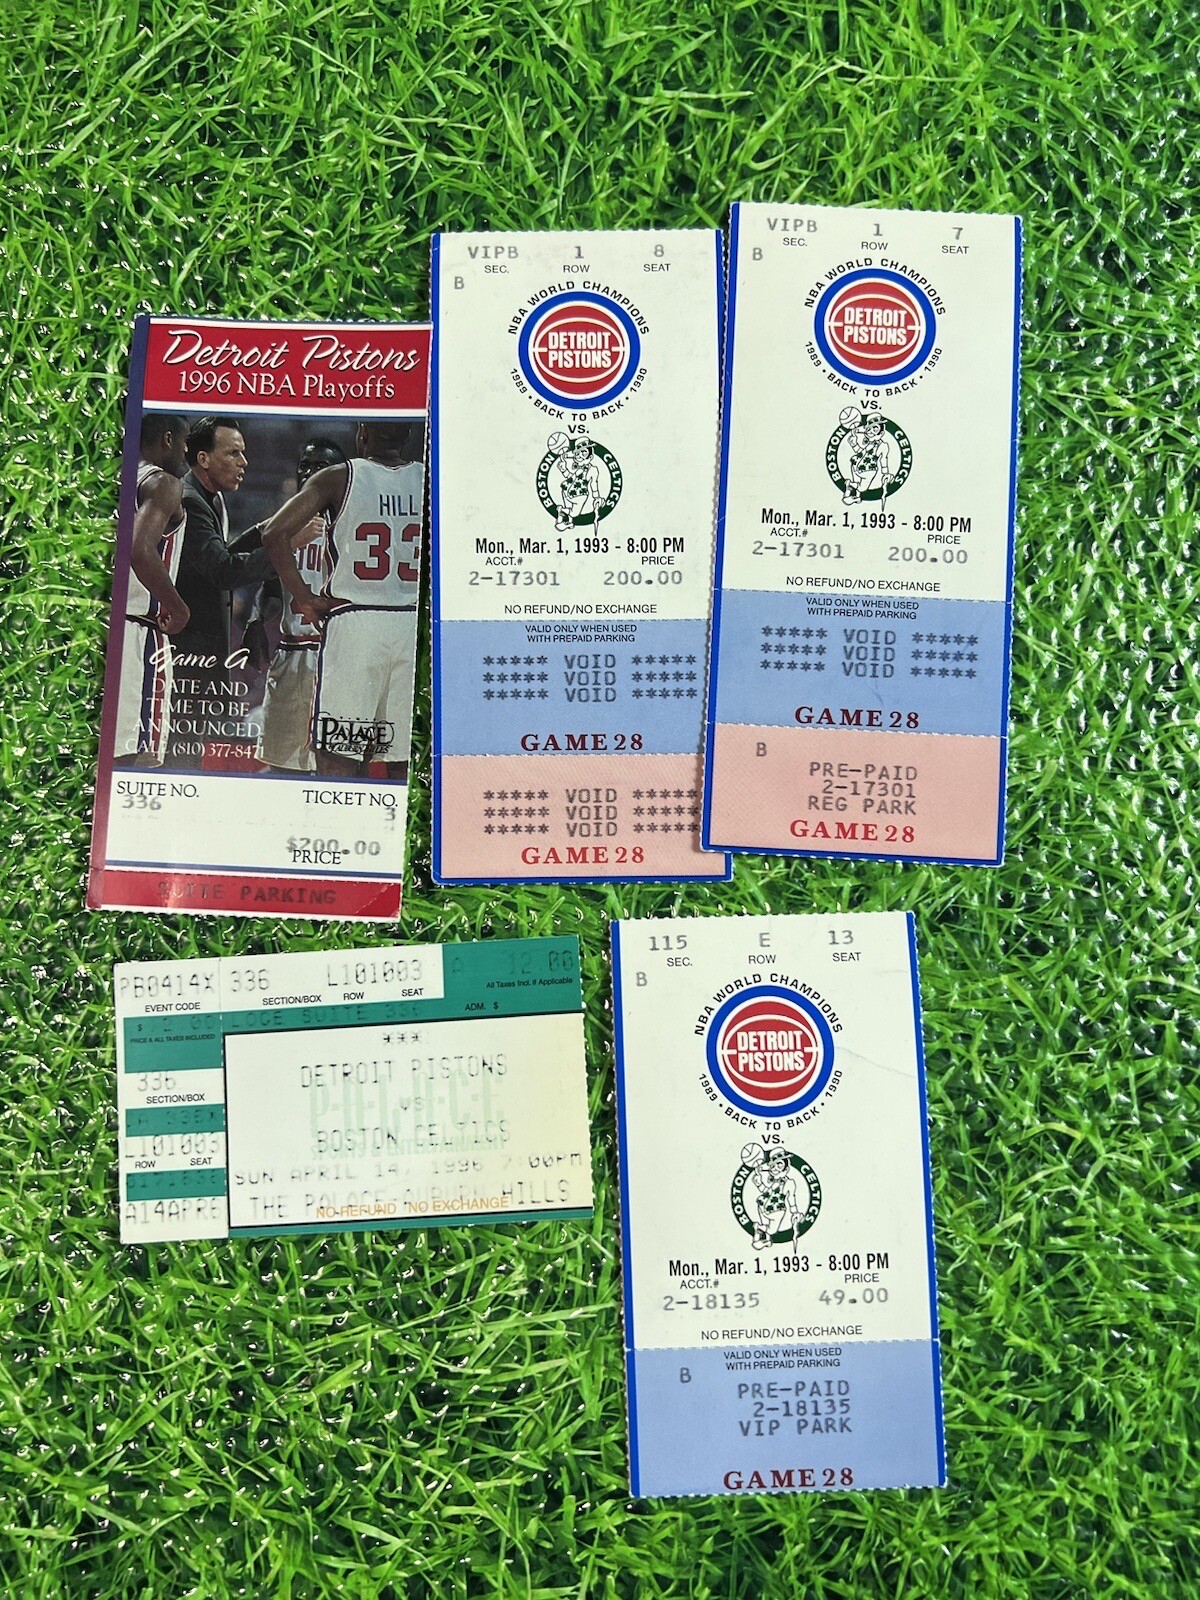 Detroit Pistons
1996 NBA Playoffs
HILL
33
Game A
DATE AND
TIME TO BE
ANNOUNCED
CALL (810) 377-8471
PALACE
SUITE NO.
336
TICKET NO.
3
$200.00
PRICE
SUITE PARKING
VIPB 1 8
SEC. ROW SEAT
B
NBA WORLD CHAMPIONS
DETROIT
PISTONS
1989 • BACK TO BACK • 1990
VS.
BOSTON CELTICS
Mon., Mar. 1, 1993 - 8:00 PM
ACCT.# PRICE
2-17301 200.00
NO REFUND/NO EXCHANGE
VALID ONLY WHEN USED
WITH PREPAID PARKING
***** VOID *****
***** VOID *****
***** VOID *****
GAME 28
***** VOID *****
***** VOID *****
***** VOID *****
GAME 28
VIPB 1 7
SEC. ROW SEAT
B
NBA WORLD CHAMPIONS
DETROIT
PISTONS
1989 • BACK TO BACK • 1990
VS.
BOSTON CELTICS
Mon., Mar. 1, 1993 - 8:00 PM
ACCT.# PRICE
2-17301 200.00
NO REFUND/NO EXCHANGE
VALID ONLY WHEN USED
WITH PREPAID PARKING
***** VOID *****
***** VOID *****
***** VOID *****
GAME 28
B
PRE-PAID
2-17301
REG PARK
GAME 28
PB0414X 336 L101003 A 12.00
EVENT CODE SECTION/BOX ROW SEAT ADM. $ All Taxes Incl. if Applicable
$ LOGE SUITE 336
PRICE & ALL TAXES INCLUDED
336
SECTION/BOX
L101003
ROW SEAT
A14APR6
***
DETROIT PISTONS
VS
BOSTON CELTICS
SUN APRIL 14, 1996 7:00PM
THE PALACE-AUBURN HILLS
NO REFUND NO EXCHANGE
115 E 13
SEC. ROW SEAT
B
NBA WORLD CHAMPIONS
DETROIT
PISTONS
1989 • BACK TO BACK • 1990
VS.
BOSTON CELTICS
Mon., Mar. 1, 1993 - 8:00 PM
ACCT.# PRICE
2-18135 49.00
NO REFUND/NO EXCHANGE
VALID ONLY WHEN USED
WITH PREPAID PARKING
B
PRE-PAID
2-18135
VIP PARK
GAME 28